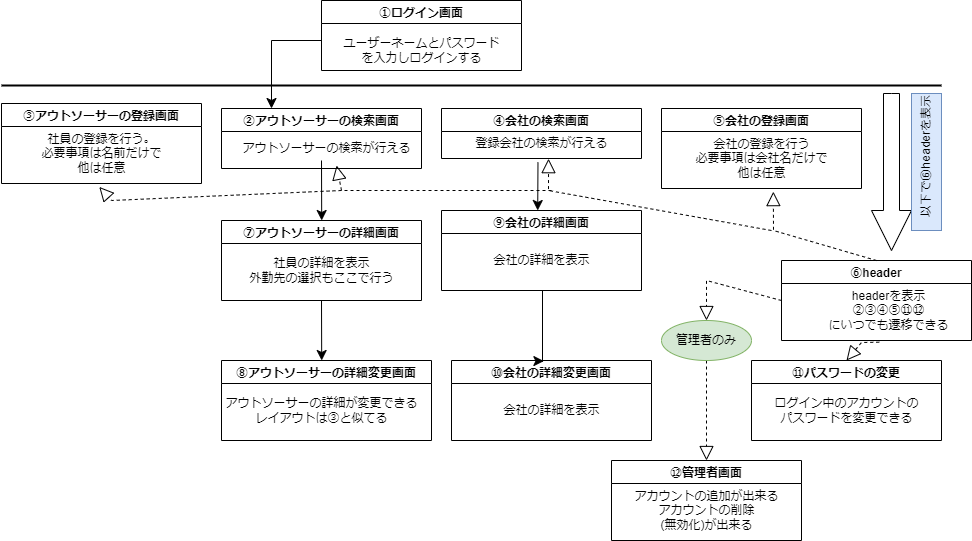 ①ログイン画面
ユーザーネームとパスワード
を入力しログインする
以下で⑥headerを表示
③アウトソーサーの登録画面
社員の登録を行う。
必要事項は名前だけで
他は任意
②アウトソーサーの検索画面
アウトソーサーの検索が行える
④会社の検索画面
登録会社の検索が行える
⑤会社の登録画面
会社の登録を行う
必要事項は会社名だけで
他は任意
⑦アウトソーサーの詳細画面
社員の詳細を表示
外勤先の選択もここで行う
⑨会社の詳細画面
会社の詳細を表示
⑥header
headerを表示
②③④⑤⑪⑫
にいつでも遷移できる
管理者のみ
⑧アウトソーサーの詳細変更画面
アウトソーサーの詳細が変更できる
レイアウトは③と似てる
⑩会社の詳細変更画面
会社の詳細を表示
⑪パスワードの変更
ログイン中のアカウントの
パスワードを変更できる
⑫管理者画面
アカウントの追加が出来る
アカウントの削除
(無効化)が出来る